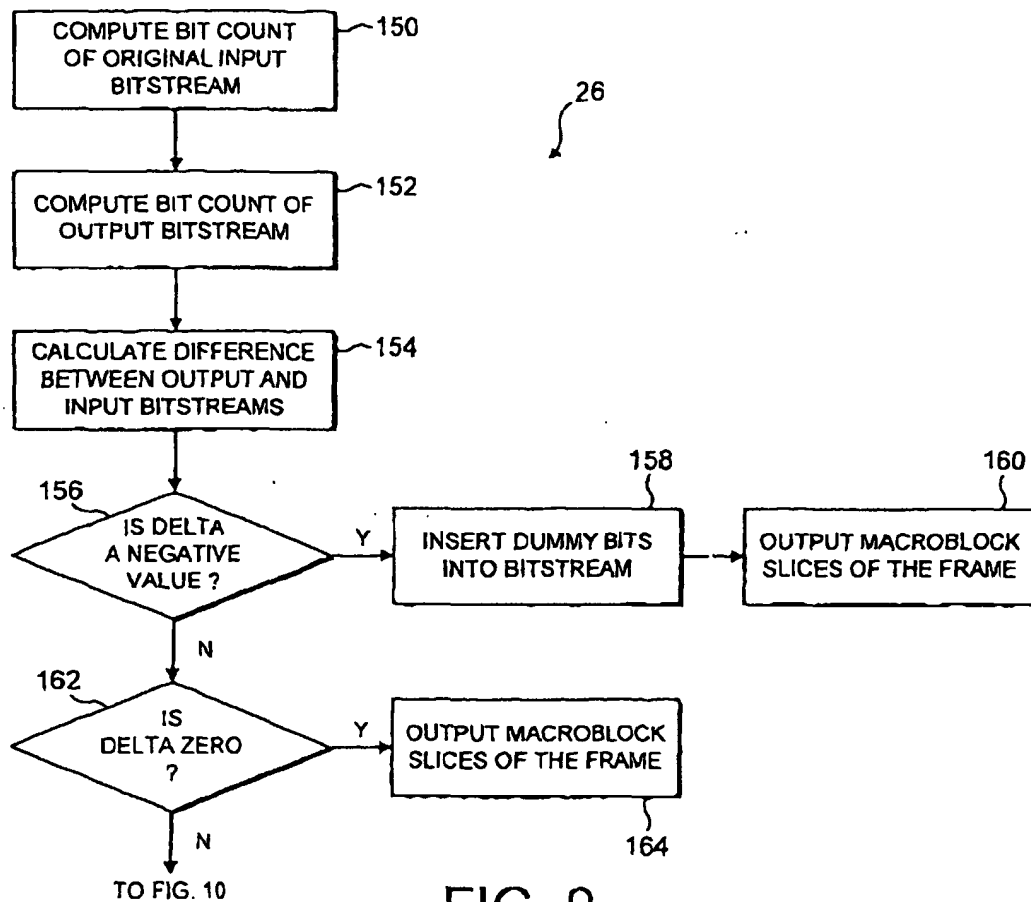 COMPUTE BIT COUNT
OF ORIGINAL INPUT
BITSTREAM
150
26
COMPUTE BIT COUNT OF
OUTPUT BITSTREAM
152
CALCULATE DIFFERENCE
BETWEEN OUTPUT AND
INPUT BITSTREAMS
154
156
IS DELTA
A NEGATIVE
VALUE ?
Y
158
INSERT DUMMY BITS
INTO BITSTREAM
160
OUTPUT MACROBLOCK
SLICES OF THE FRAME
N
162
IS
DELTA ZERO
?
Y
OUTPUT MACROBLOCK
SLICES OF THE FRAME
164
N
TO FIG. 10
FIG.